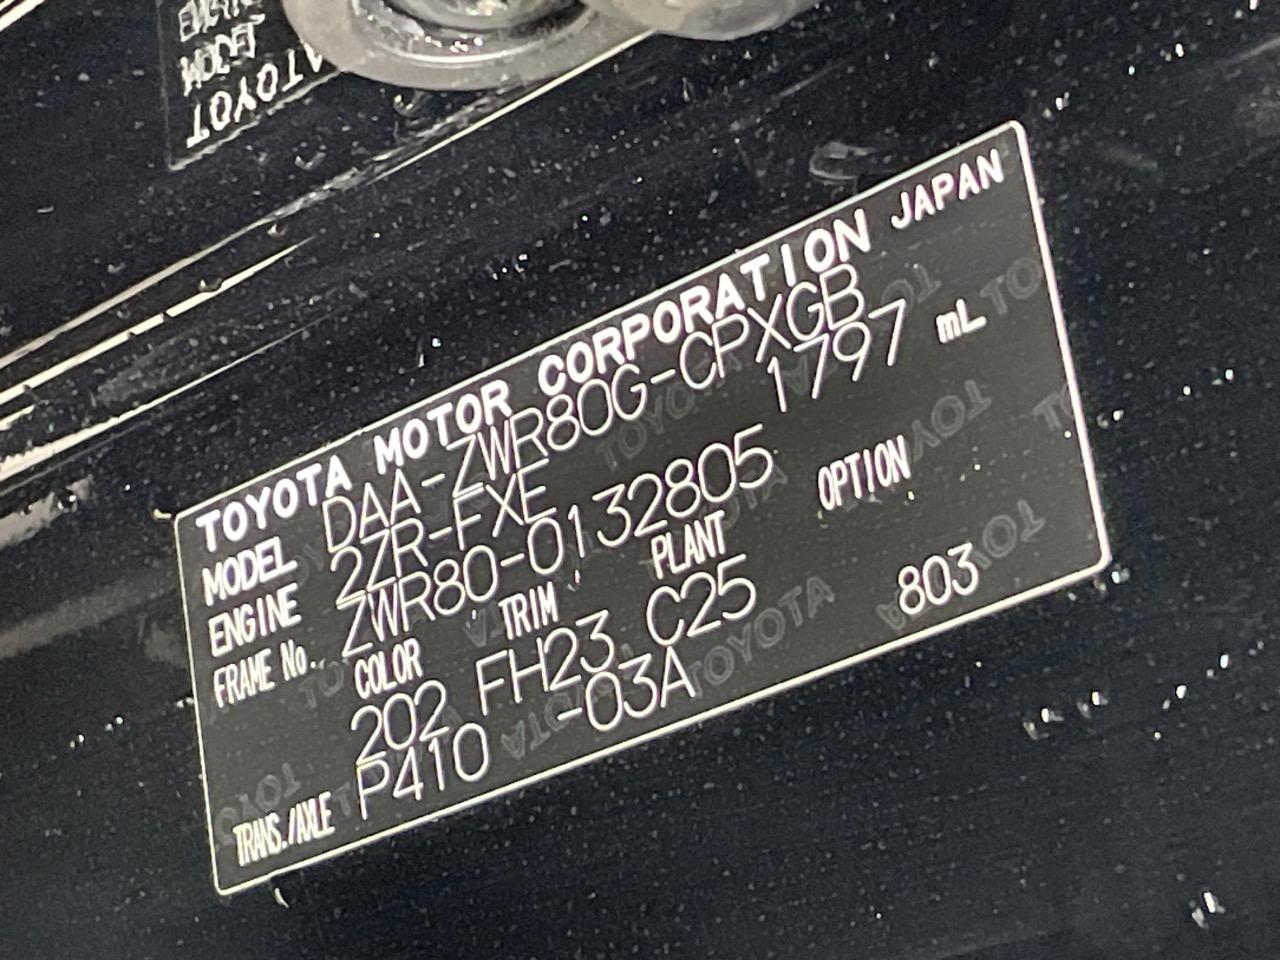 TOYOTA MOTOR CORPORATION JAPAN
MODEL DAA-ZWR80G-CPXGB
ENGINE 2ZR-FXE 1797 mL
FRAME No. ZWR80-0132805
COLOR TRIM PLANT OPTION
202 FH23 C25 803
TRANS./AXLE P410 -03A